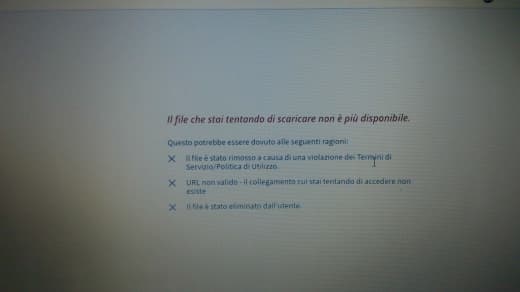 Il file che stai tentando di scaricare non è più disponibile.
Questo potrebbe essere dovuto alle seguenti ragioni:
Il file è stato rimosso a causa di una violazione dei Termini di
Servizio/Politica di Utilizzo.
URL non valido - il collegamento cui stai tentando di accedere non
esiste
Il file è stato eliminato dall'utente.